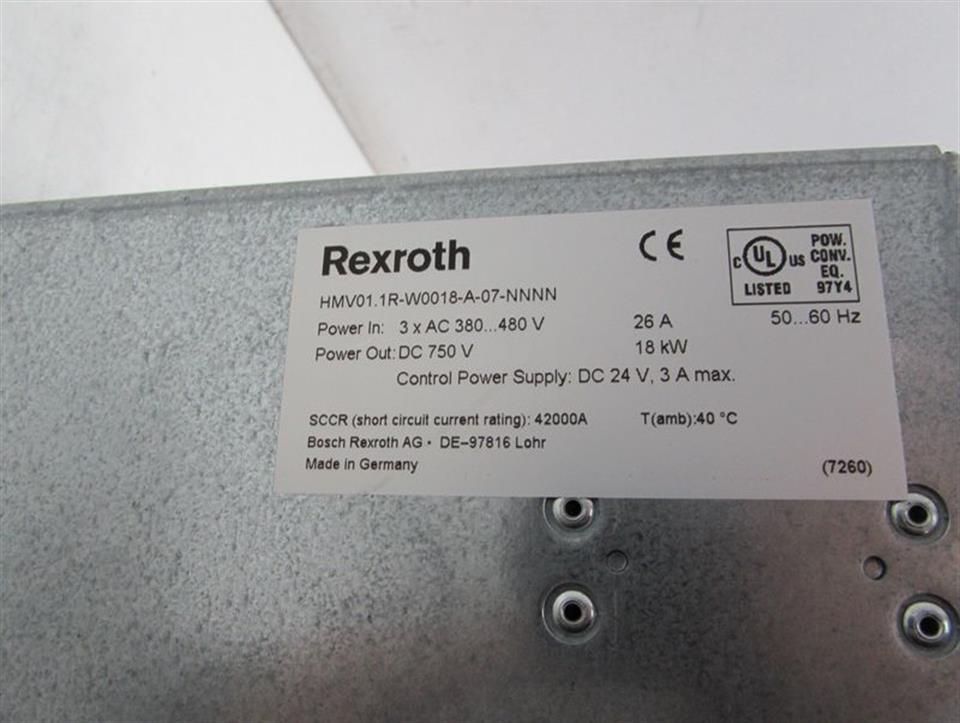 Rexroth
CE
C UL US
LISTED
POW.
CONV.
EQ.
97Y4
HMV01.1R-W0018-A-07-NNNN
Power In: 3 x AC 380...480 V 26 A 50...60 Hz
Power Out: DC 750 V 18 kW
Control Power Supply: DC 24 V, 3 A max.
SCCR (short circuit current rating): 42000A T(amb):40 °C
Bosch Rexroth AG • DE–97816 Lohr
Made in Germany (7260)